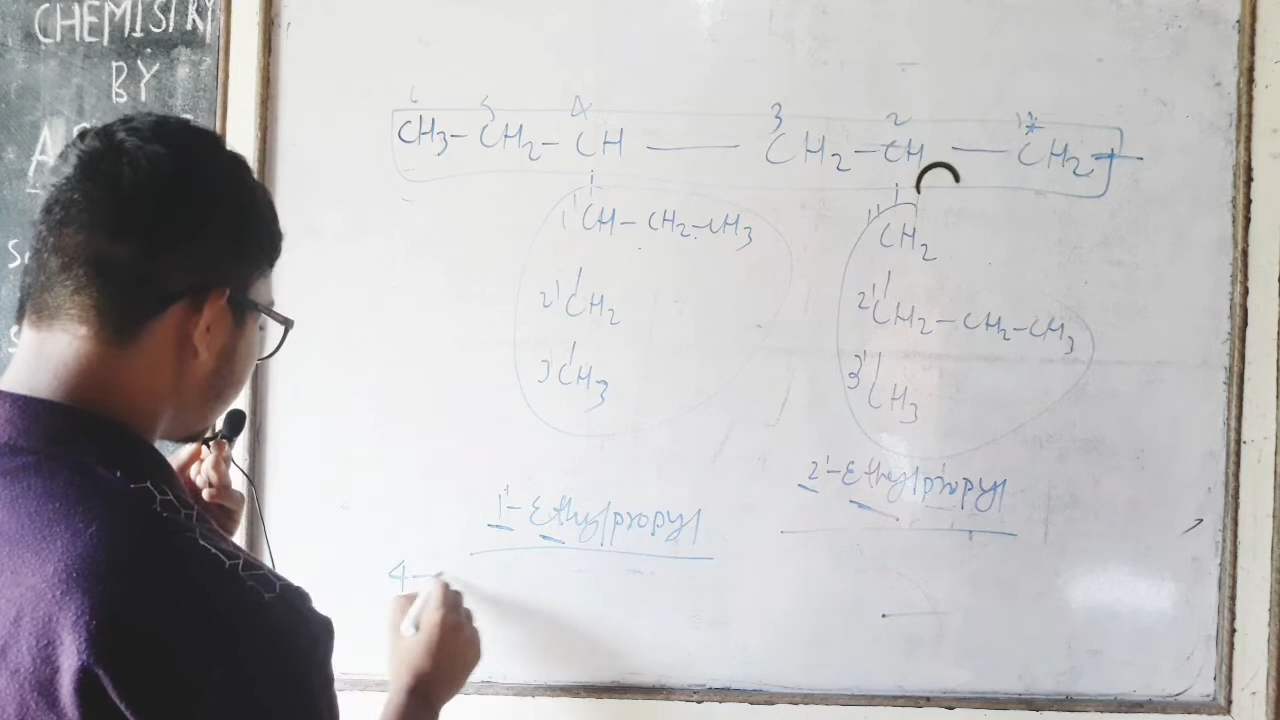 CHEMISTRY
BY
A
S
S
6 5 4 3 2 1 *
CH3 - CH2 - CH — CH2 - CH — CH2 -
1' CH - CH2 - CH3
2' CH2
3' CH3
1' CH2
2' CH2 - CH2 - CH3
3' CH3
1'- Ethylpropyl
2'- Ethylpropyl
4-